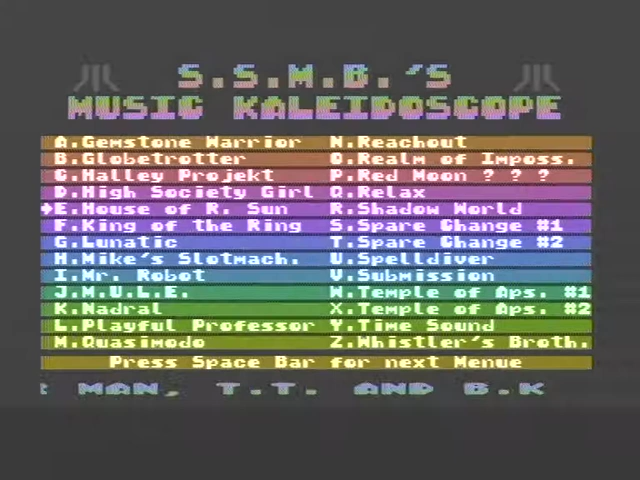 S.S.M.B.'S
MUSIC KALEIDOSCOPE
A.Gemstone Warrior N.Reachout
B.Globetrotter O.Realm of Imposs.
C.Halley Projekt P.Red Moon ? ? ?
D.High Society Girl Q.Relax
E.House of R. Sun R.Shadow World
F.King of the Ring S.Spare Change #1
G.Lunatic T.Spare Change #2
H.Mike's Slotmach. U.Spelldiver
I.Mr. Robot V.Submission
J.M.U.L.E. W.Temple of Aps. #1
K.Nadral X.Temple of Aps. #2
L.Playful Professor Y.Time Sound
M.Quasimodo Z.Whistler's Broth.
Press Space Bar for next Menue
MAN, T.T. AND B.K